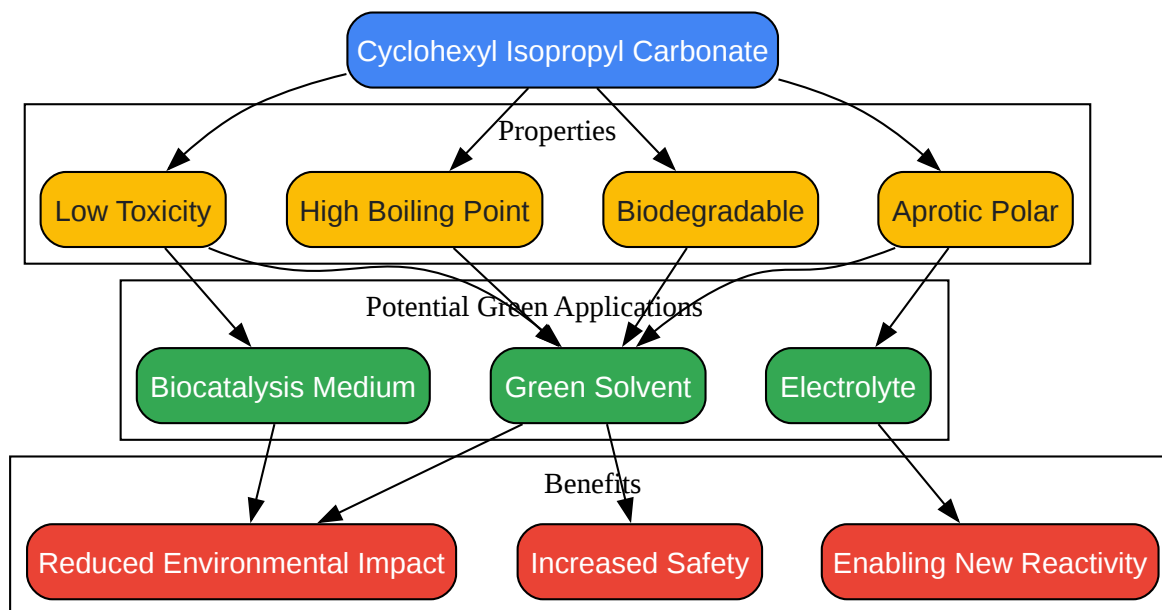 Cyclohexyl Isopropyl Carbonate
Properties
Low Toxicity
High Boiling Point
Biodegradable
Aprotic Polar
Potential Green Applications
Biocatalysis Medium
Green Solvent
Electrolyte
Benefits
Reduced Environmental Impact
Increased Safety
Enabling New Reactivity